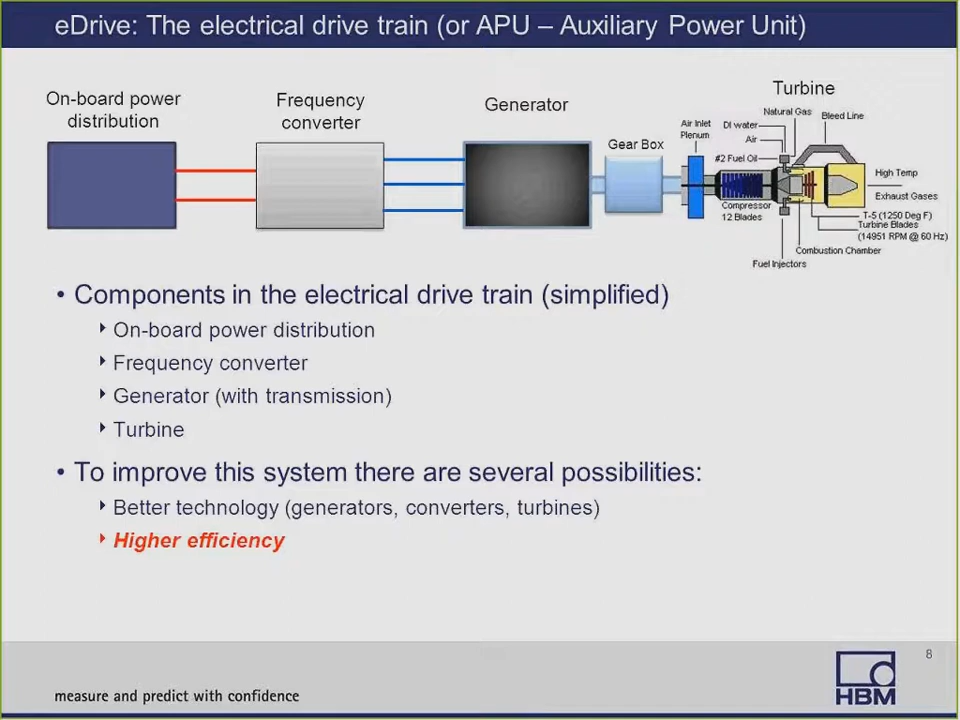 eDrive: The electrical drive train (or APU – Auxiliary Power Unit)
On-board power
distribution
Frequency
converter
Generator
Gear Box
Turbine
Air Inlet
Plenum
DI water
Natural Gas
Bleed Line
Air
#2 Fuel Oil
High Temp
Exhaust Gases
Compressor
12 Blades
T-5 (1250 Deg F)
Turbine Blades
(14951 RPM @ 60 Hz)
Combustion Chamber
Fuel Injectors
• Components in the electrical drive train (simplified)
On-board power distribution
Frequency converter
Generator (with transmission)
Turbine
• To improve this system there are several possibilities:
Better technology (generators, converters, turbines)
Higher efficiency
8
measure and predict with confidence
HBM